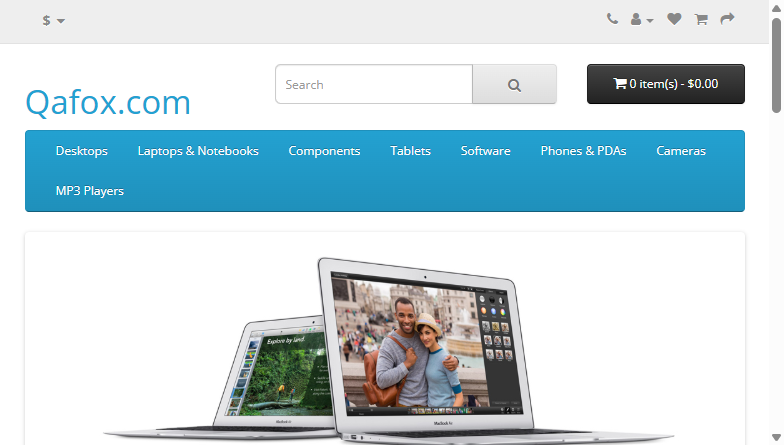 $
Qafox.com
Search
0 item(s) - $0.00
Desktops
Laptops & Notebooks
Components
Tablets
Software
Phones & PDAs
Cameras
MP3 Players
Explore by land.
MacBook Air
MacBook Air